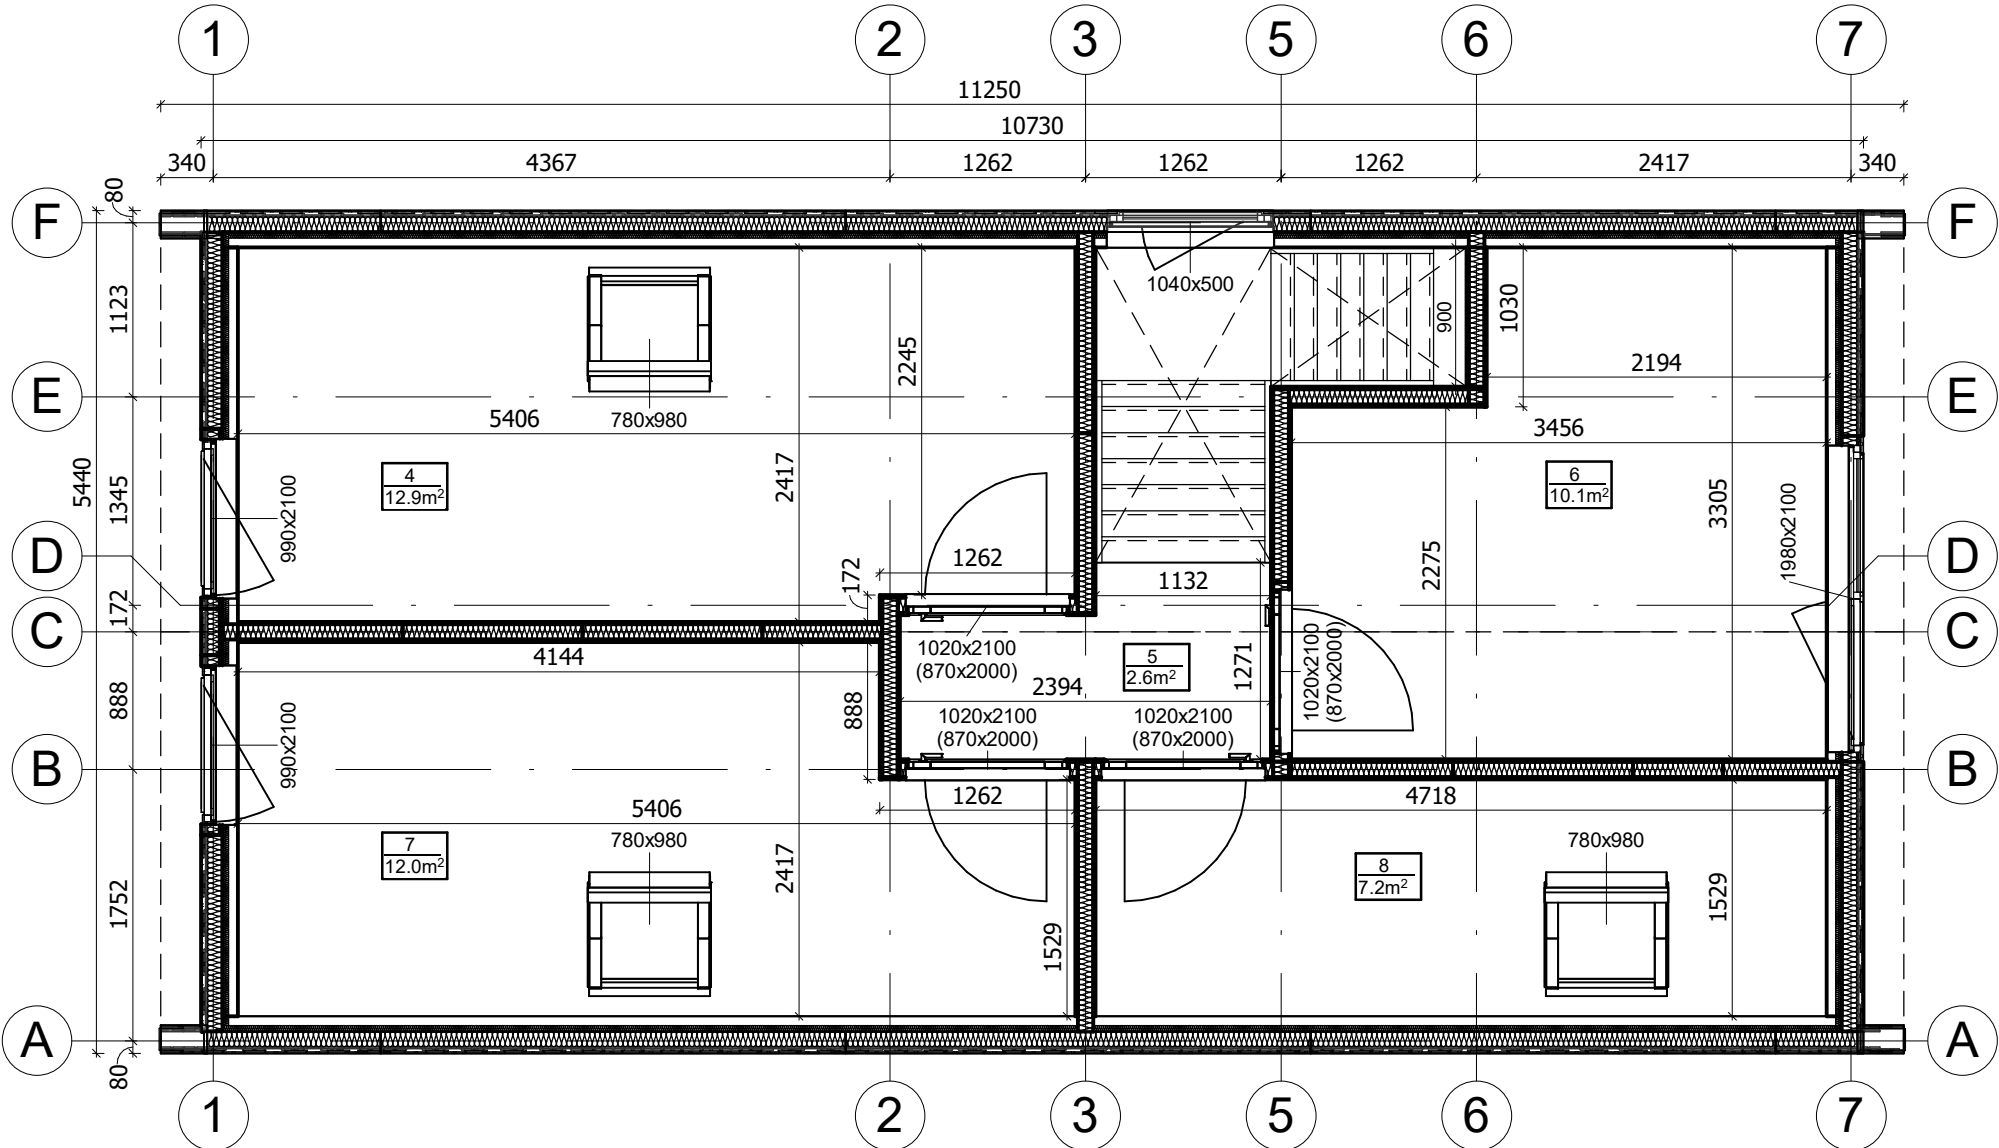 1 2 3 5 6 7
11250
10730
340 4367 1262 1262 1262 2417 340
80
F F
1040x500
1123
2245
900
1030
2194
E E
5406 780x980
3456
5440
1345
990x2100
4
12.9m²
2417
6
10.1m²
3305
1980x2100
D D
172
1262
1132
2275
172
C C
1020x2100
(870x2000)
5
2.6m²
1271
1020x2100
(870x2000)
4144
2394
888
990x2100
888
1020x2100
(870x2000)
1020x2100
(870x2000)
B B
5406
1262
4718
780x980
780x980
7
12.0m²
2417
8
7.2m²
1752
1529
1529
A A
80
1 2 3 5 6 7